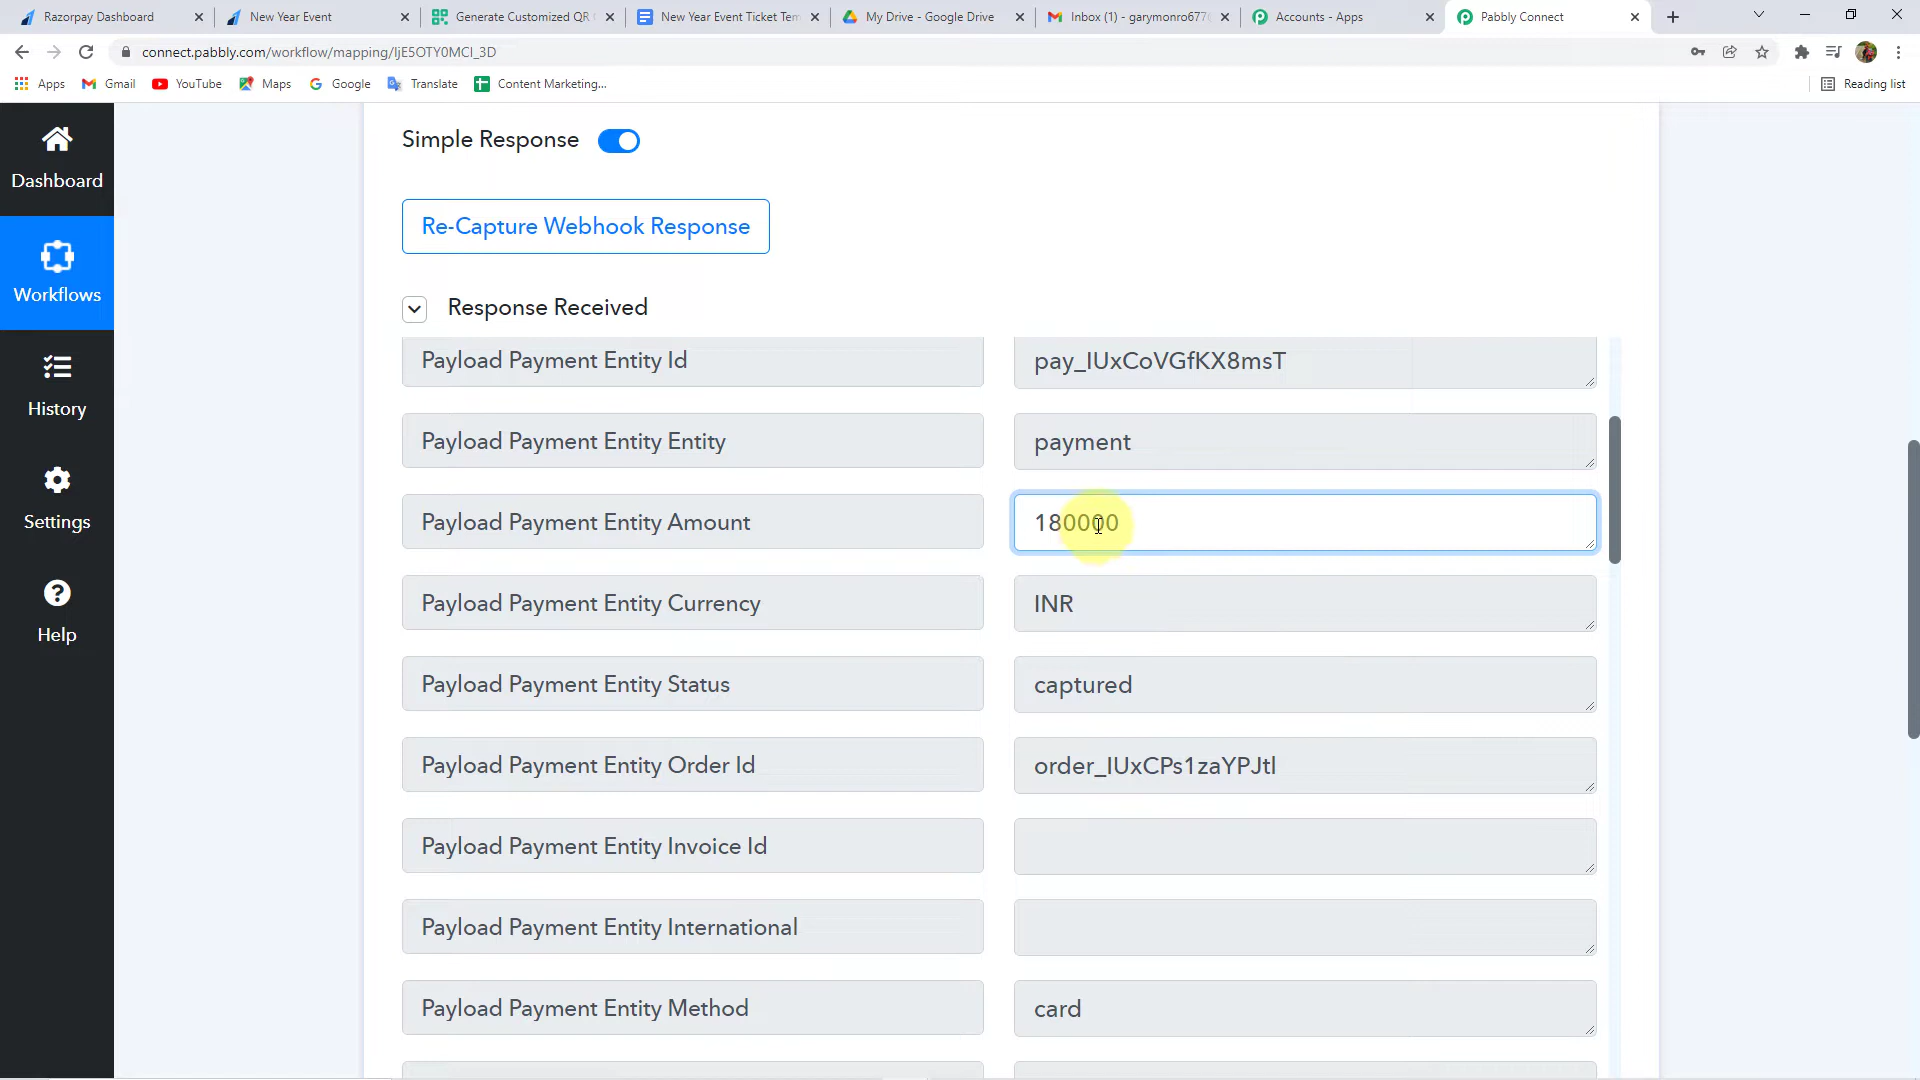 Razorpay Dashboard
New Year Event
Generate Customized QR
New Year Event Ticket Tem
My Drive - Google Drive
Inbox (1) - garymonro677
Accounts - Apps
Pabbly Connect
connect.pabbly.com/workflow/mapping/IjE5OTY0MCI_3D
Apps
Gmail
YouTube
Maps
Google
Translate
Content Marketing...
Reading list
Dashboard
Workflows
History
Settings
Help
Simple Response
Re-Capture Webhook Response
Response Received
Payload Payment Entity Id
pay_IUxCoVGfKX8msT
Payload Payment Entity Entity
payment
Payload Payment Entity Amount
180000
Payload Payment Entity Currency
INR
Payload Payment Entity Status
captured
Payload Payment Entity Order Id
order_IUxCPs1zaYPJtI
Payload Payment Entity Invoice Id
Payload Payment Entity International
Payload Payment Entity Method
card